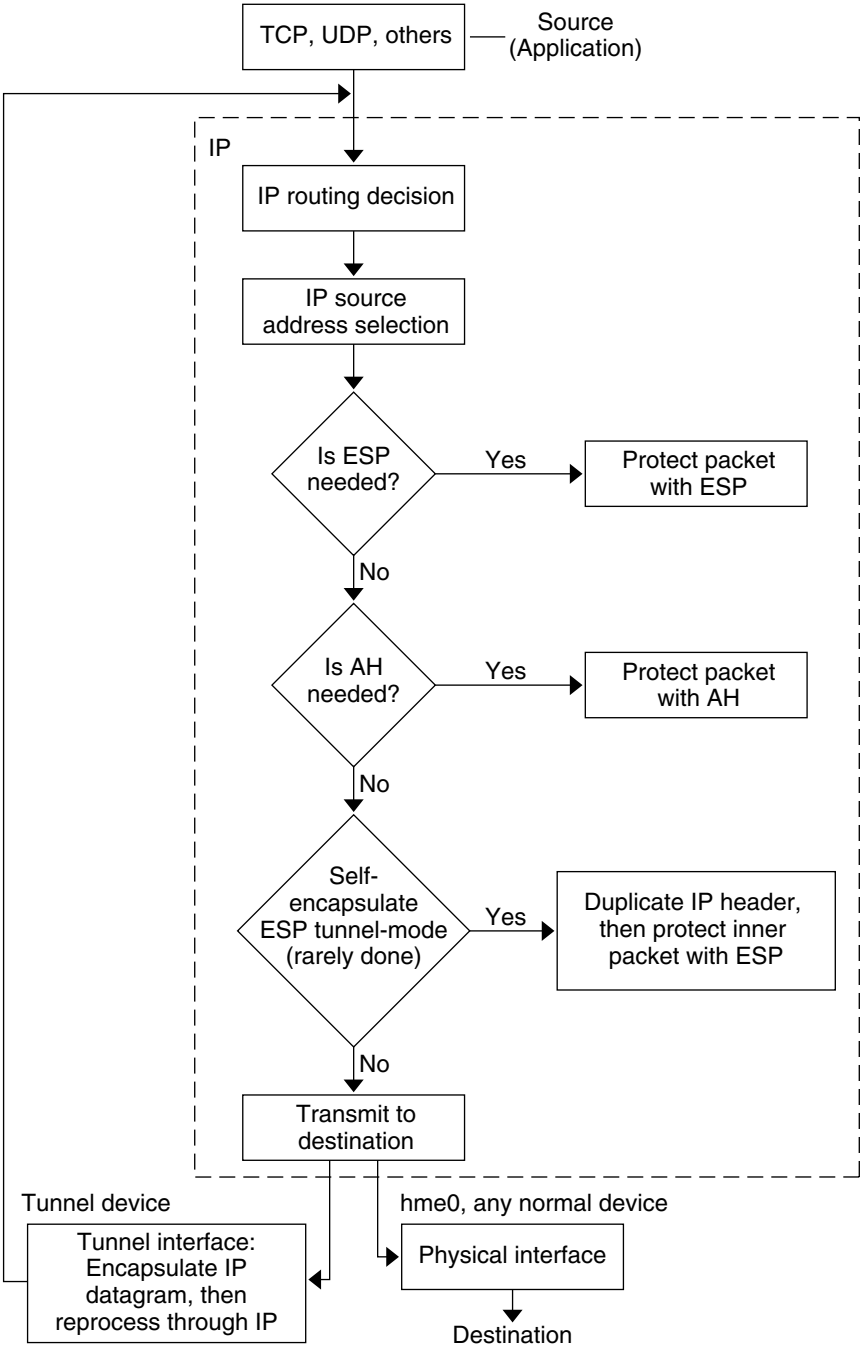 TCP, UDP, others
Source
(Application)
IP
IP routing decision
IP source
address selection
Is ESP
needed?
Yes
Protect packet
with ESP
No
Is AH
needed?
Yes
Protect packet
with AH
No
Self-
encapsulate
ESP tunnel-mode
(rarely done)
Yes
Duplicate IP header,
then protect inner
packet with ESP
No
Transmit to
destination
Tunnel device
Tunnel interface:
Encapsulate IP
datagram, then
reprocess through IP
hme0, any normal device
Physical interface
Destination